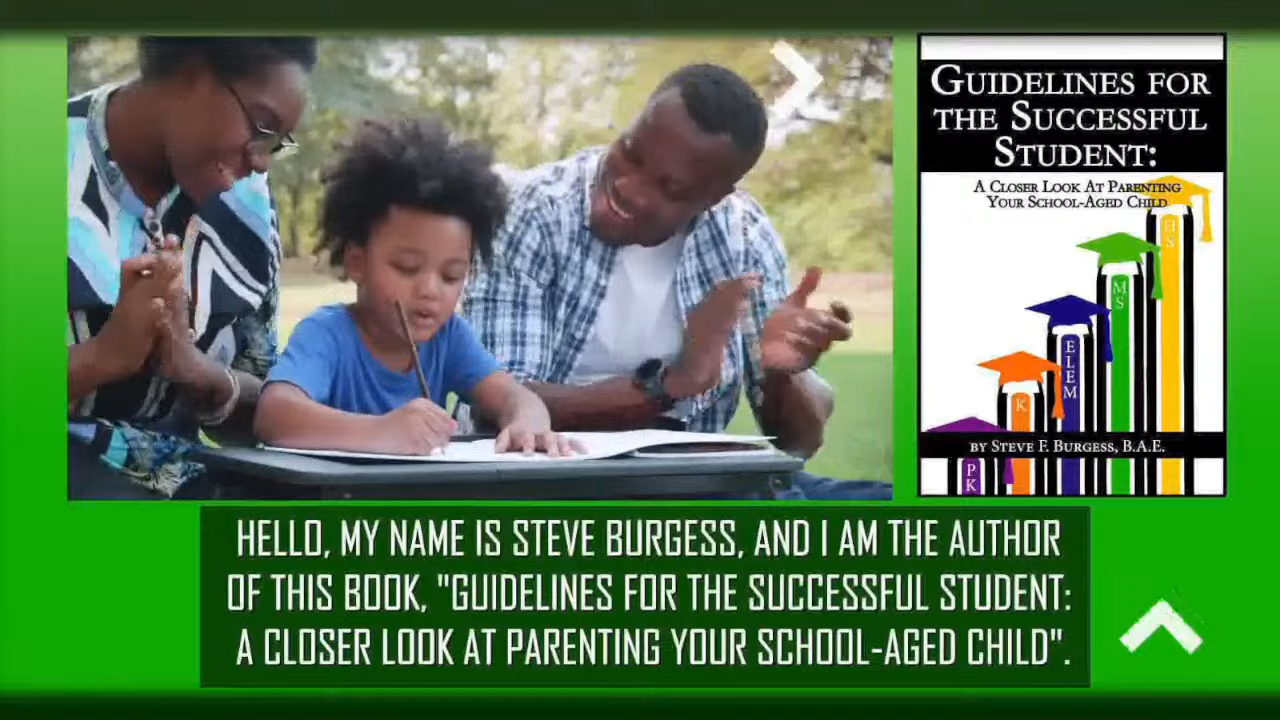 GUIDELINES FOR
THE SUCCESSFUL
STUDENT:
A CLOSER LOOK AT PARENTING
YOUR SCHOOL-AGED CHILD
HS
MS
ELEM
K
BY STEVE F. BURGESS, B.A.E.
PK
HELLO, MY NAME IS STEVE BURGESS, AND I AM THE AUTHOR
OF THIS BOOK, "GUIDELINES FOR THE SUCCESSFUL STUDENT:
A CLOSER LOOK AT PARENTING YOUR SCHOOL-AGED CHILD".